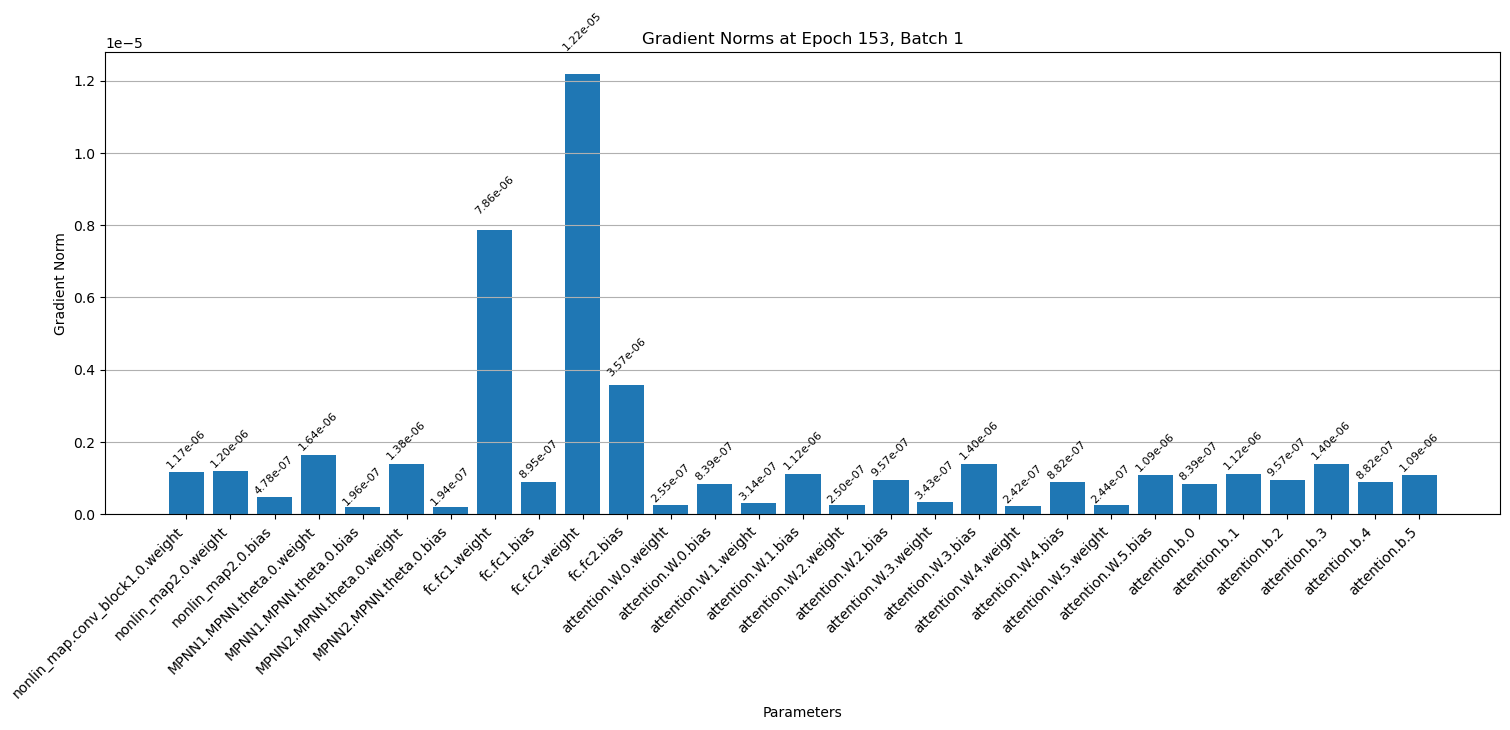 Gradient Norms at Epoch 153, Batch 1
1e−5
1.2
1.0
0.8
0.6
0.4
0.2
0.0
Gradient Norm
1.17e-06
1.20e-06
4.78e-07
1.64e-06
1.96e-07
1.38e-06
1.94e-07
7.86e-06
8.95e-07
1.22e-05
3.57e-06
2.55e-07
8.39e-07
3.14e-07
1.12e-06
2.50e-07
9.57e-07
3.43e-07
1.40e-06
2.42e-07
8.82e-07
2.44e-07
1.09e-06
8.39e-07
1.12e-06
9.57e-07
1.40e-06
8.82e-07
1.09e-06
nonlin_map.conv_block1.0.weight
nonlin_map2.0.weight
nonlin_map2.0.bias
MPNN1.MPNN.theta.0.weight
MPNN1.MPNN.theta.0.bias
MPNN2.MPNN.theta.0.weight
MPNN2.MPNN.theta.0.bias
fc.fc1.weight
fc.fc1.bias
fc.fc2.weight
fc.fc2.bias
attention.W.0.weight
attention.W.0.bias
attention.W.1.weight
attention.W.1.bias
attention.W.2.weight
attention.W.2.bias
attention.W.3.weight
attention.W.3.bias
attention.W.4.weight
attention.W.4.bias
attention.W.5.weight
attention.W.5.bias
attention.b.0
attention.b.1
attention.b.2
attention.b.3
attention.b.4
attention.b.5
Parameters